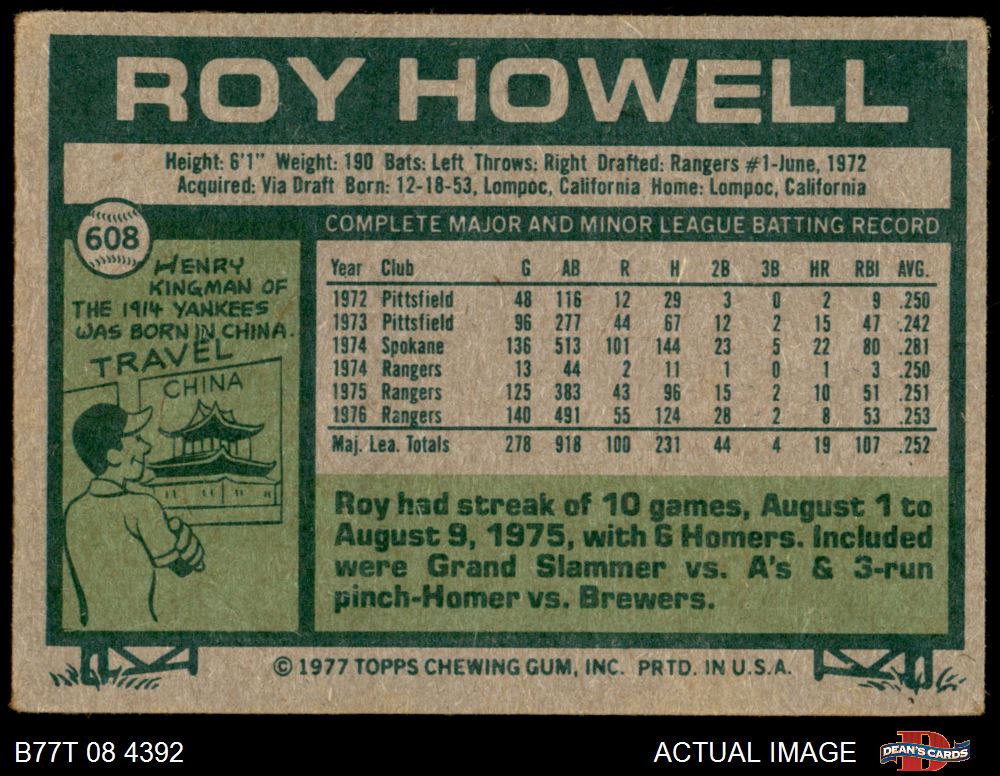 ROY HOWELL
Height: 6'1" Weight: 190 Bats: Left Throws: Right Drafted: Rangers #1-June, 1972
Acquired: Via Draft Born: 12-18-53, Lompoc, California Home: Lompoc, California
608
HENRY
KINGMAN OF
THE 1914 YANKEES
WAS BORN IN CHINA.
TRAVEL
CHINA
COMPLETE MAJOR AND MINOR LEAGUE BATTING RECORD
Year Club G AB R H 2B 3B HR RBI AVG.
1972 Pittsfield 48 116 12 29 3 0 2 9 .250
1973 Pittsfield 96 277 44 67 12 2 15 47 .242
1974 Spokane 136 513 101 144 23 5 22 80 .281
1974 Rangers 13 44 2 11 1 0 1 3 .250
1975 Rangers 125 383 43 96 15 2 10 51 .251
1976 Rangers 140 491 55 124 28 2 8 53 .253
Maj. Lea. Totals 278 918 100 231 44 4 19 107 .252
Roy had streak of 10 games, August 1 to
August 9, 1975, with 6 Homers. Included
were Grand Slammer vs. A's & 3-run
pinch-Homer vs. Brewers.
© 1977 TOPPS CHEWING GUM, INC. PRTD. IN U.S.A.
B77T 08 4392
ACTUAL IMAGE
DEAN'S CARDS